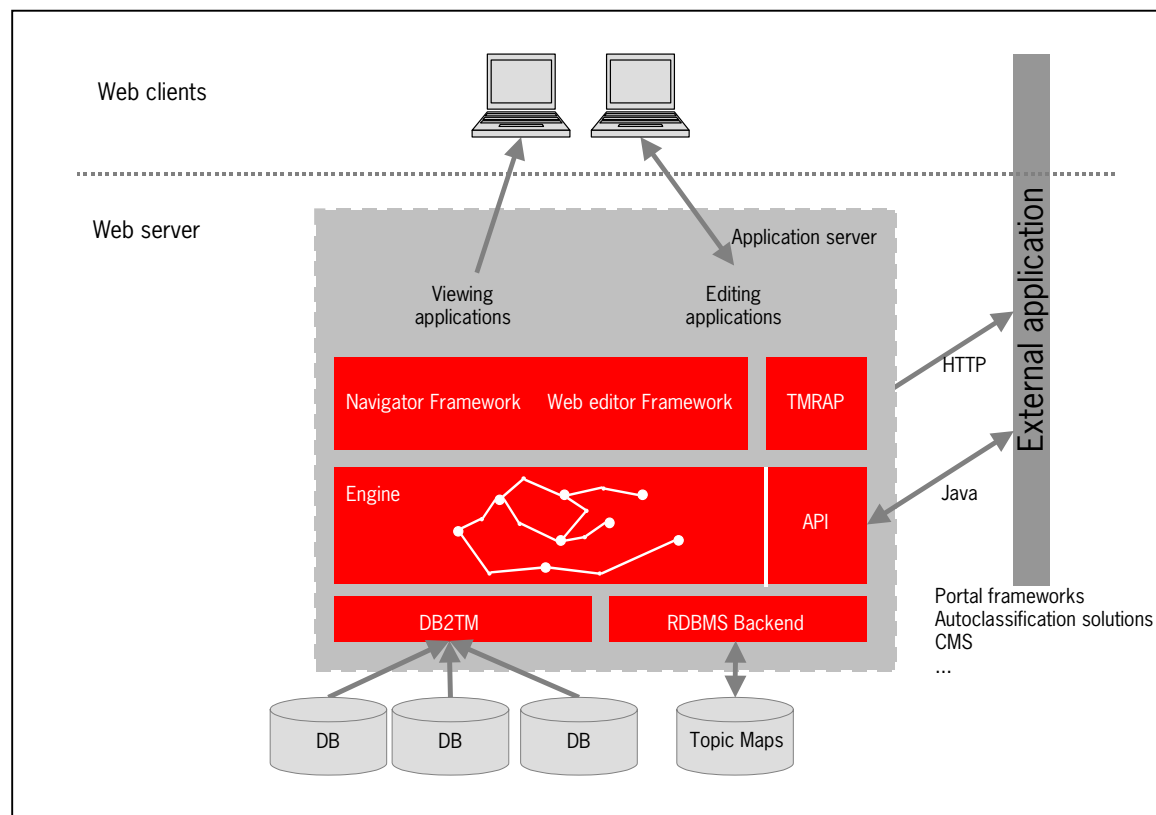 Web clients
Web server
Application server
Viewing
applications
Editing
applications
External application
HTTP
Navigator Framework
Web editor Framework
TMRAP
Engine
API
Java
DB2TM
RDBMS Backend
Portal frameworks
Autoclassification solutions
CMS
...
DB
DB
DB
Topic Maps